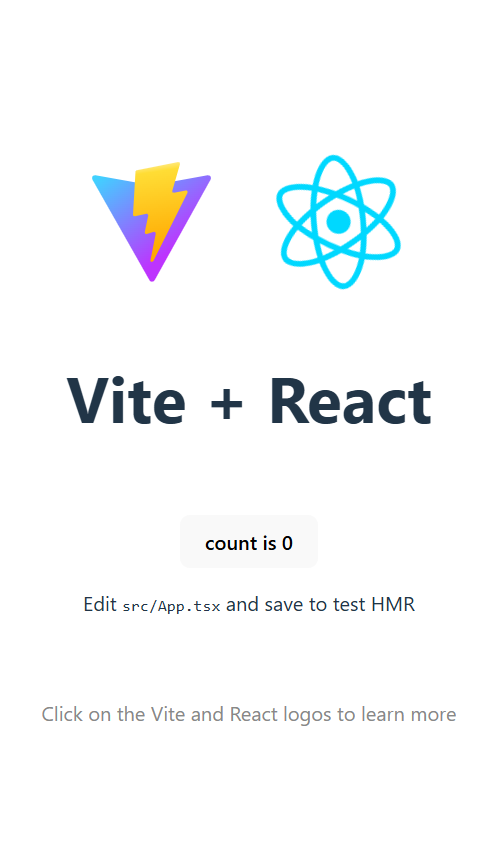 Vite + React
count is 0
Edit src/App.tsx and save to test HMR
Click on the Vite and React logos to learn more